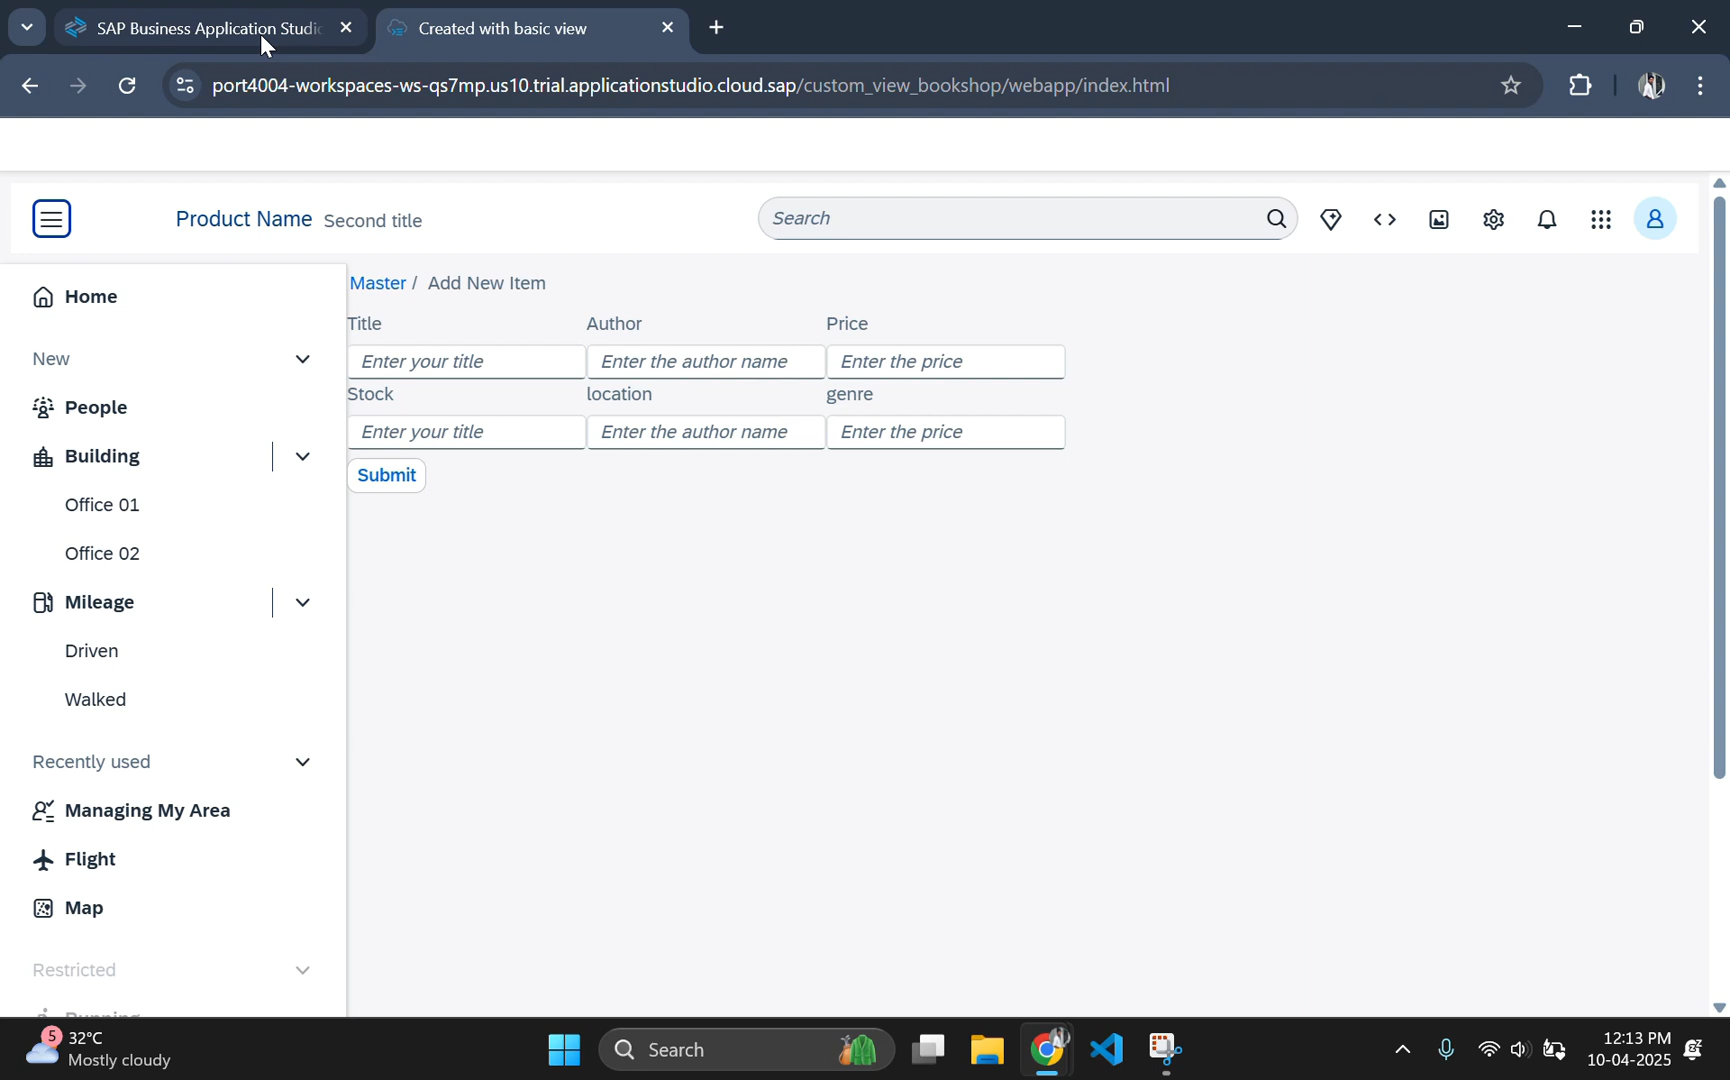 SAP Business Application Studio
Created with basic view
port4004-workspaces-ws-qs7mp.us10.trial.applicationstudio.cloud.sap/custom_view_bookshop/webapp/index.html
Product Name Second title
Search
Home
New
People
Building
Office 01
Office 02
Mileage
Driven
Walked
Recently used
Managing My Area
Flight
Map
Restricted
Running
Master / Add New Item
Title Author Price
Enter your title Enter the author name Enter the price
Stock location genre
Enter your title Enter the author name Enter the price
Submit
5
32°C
Mostly cloudy
Search
12:13 PM
10-04-2025